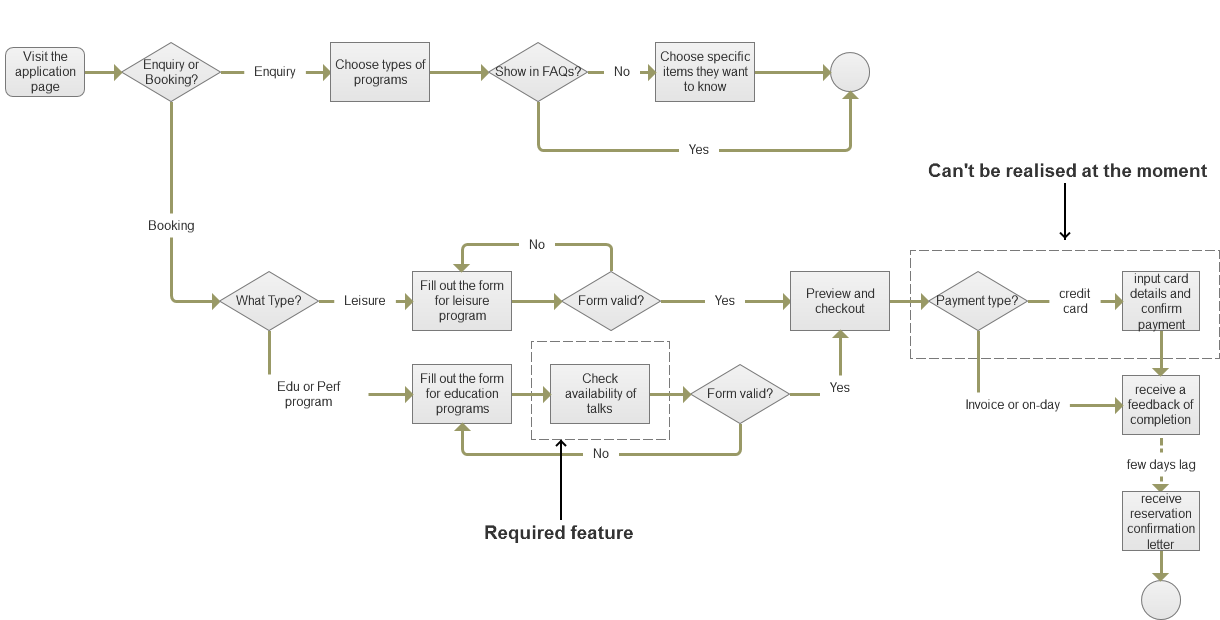 Visit the
application
page
Enquiry or
Booking?
Enquiry
Choose types of
programs
Show in FAQs?
No
Choose specific
items they want
to know
Yes
Can't be realised at the moment
Booking
What Type?
Leisure
Fill out the form
for leisure
program
No
Form valid?
Yes
Preview and
checkout
Payment type?
credit
card
input card
details and
confirm
payment
Edu or Perf
program
Fill out the form
for education
programs
Check
availability of
talks
Form valid?
Yes
No
Required feature
Invoice or on-day
receive a
feedback of
completion
few days lag
receive
reservation
confirmation
letter